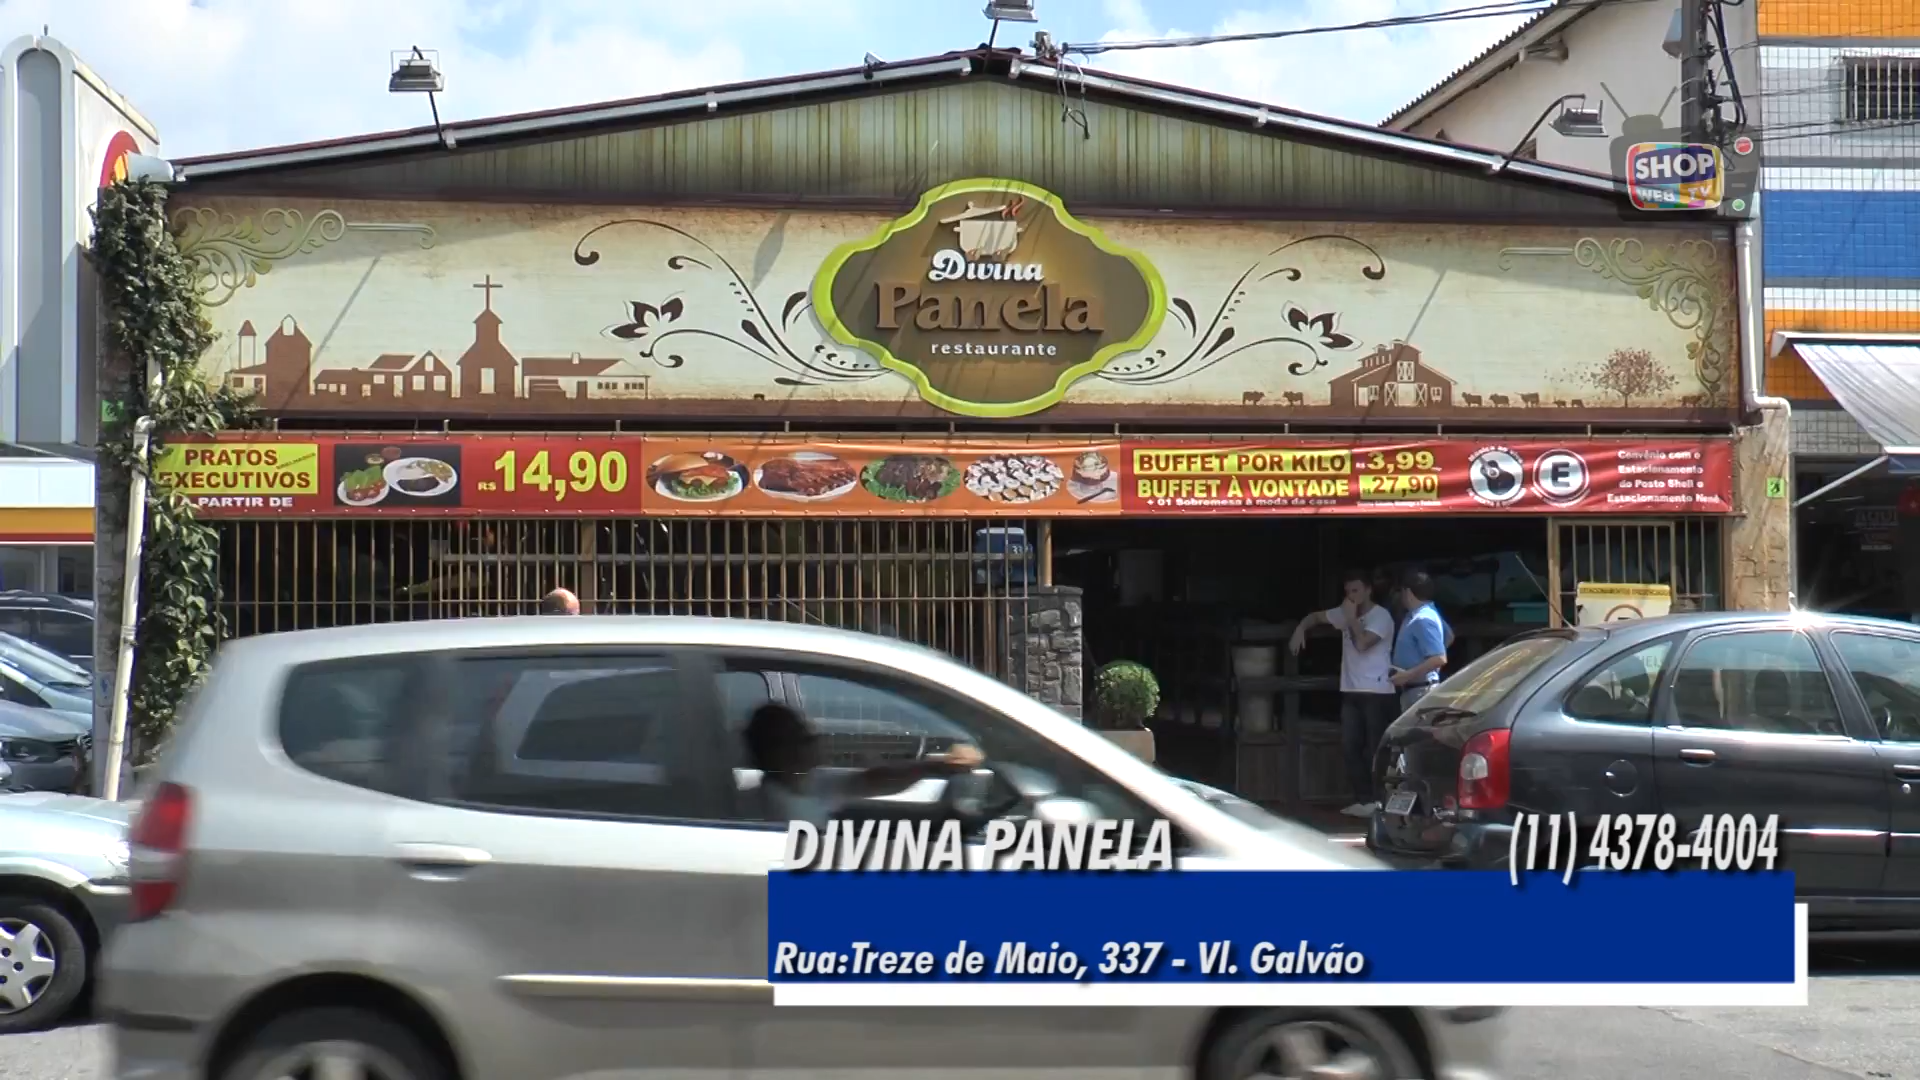 SHOP
WEB TV
Divina
Panela
restaurante
PRATOS
EXECUTIVOS
A PARTIR DE
R$ 14,90
BUFFET POR KILO R$ 3,99
BUFFET À VONTADE R$ 27,90
+ 01 Sobremesa à moda da casa
E
Convênio com o
Estacionamento
do Posto Shell e
Estacionamento Nenê
DIVINA PANELA
(11) 4378-4004
Rua:Treze de Maio, 337 - Vl. Galvão